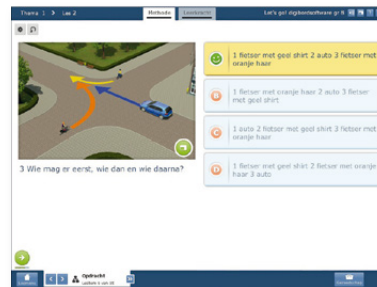 Thema 1 > Les 2
Methode
Leerkracht
Let's go! digibordsoftware gr 8
3 Wie mag er eerst, wie dan en wie daarna?
1 fietser met geel shirt 2 auto 3 fietser met
oranje haar
B
1 fietser met oranje haar 2 auto 3 fietser
met geel shirt
C
1 auto 2 fietser met geel shirt 3 fietser met
oranje haar
D
1 fietser met geel shirt 2 fietser met oranje
haar 3 auto
Opdracht